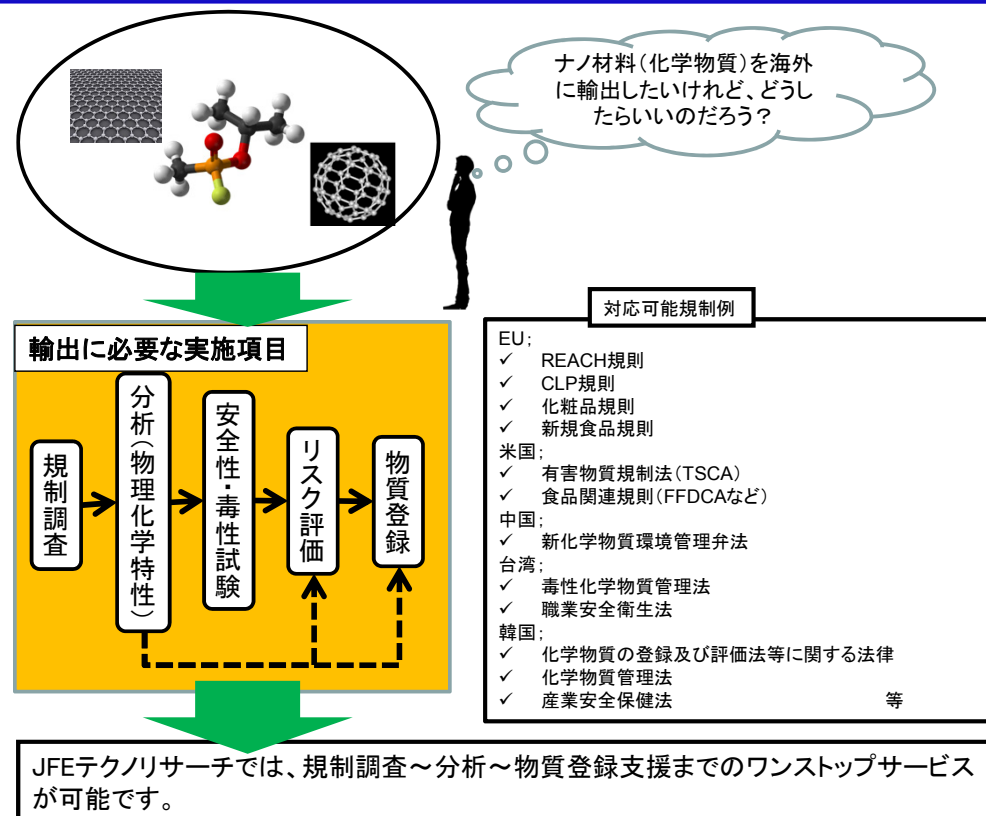 ナノ材料(化学物質)を海外
に輸出したいけれど、どうし
たらいいのだろう?
輸出に必要な実施項目
規制調査
分析(物理化学特性)
安全性・毒性試験
リスク評価
物質登録
対応可能規制例
EU;
✓ REACH規則
✓ CLP規則
✓ 化粧品規則
✓ 新規食品規則
米国;
✓ 有害物質規制法(TSCA)
✓ 食品関連規則(FFDCAなど)
中国;
✓ 新化学物質環境管理弁法
台湾;
✓ 毒性化学物質管理法
✓ 職業安全衛生法
韓国;
✓ 化学物質の登録及び評価法等に関する法律
✓ 化学物質管理法
✓ 産業安全保健法 等
JFEテクノリサーチでは、規制調査~分析~物質登録支援までのワンストップサービス
が可能です。